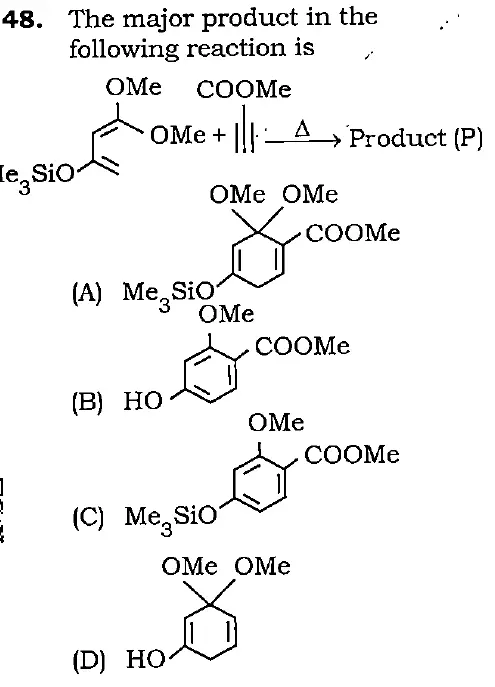 48. The major product in the
following reaction is
OMe COOMe
OMe + Δ Product (P)
Me₃SiO
OMe OMe
COOMe
(A) Me₃SiO
OMe
COOMe
(B) HO
OMe
COOMe
(C) Me₃SiO
OMe OMe
(D) HO